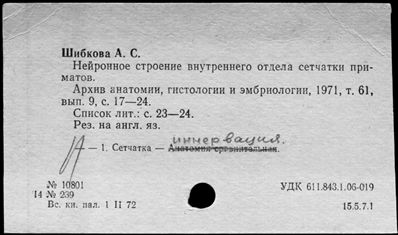 Шибкова А. С.
Нейронное строение внутреннего отдела сетчатки при-
матов.
Архив анатомии, гистологии и эмбриологии, 1971, т. 61,
вып. 9, с. 17—24.
Список лит.: с. 23—24.
Рез. на англ. яз.
иннервация.
— 1. Сетчатка — Анатомия сравнительная.
№ 10801
УДК 611.843.1.06-019
14 № 239
Вс. кн. пал. 1 II 72
15.5.7.1